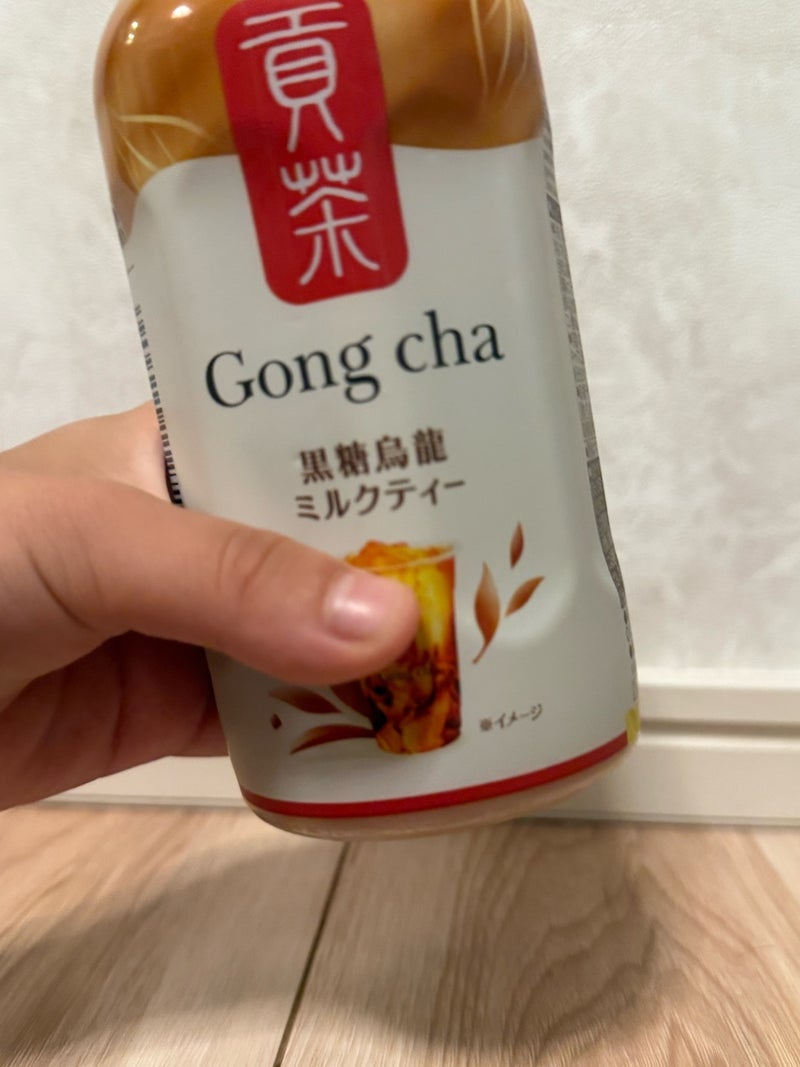 貢茶
Gong cha
黒糖烏龍
ミルクティー
※イメージ